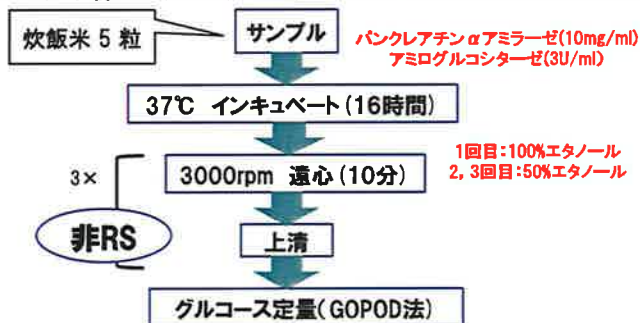 炊飯米 5 粒
サンプル
パンクレアチン αアミラーゼ(10mg/ml)
アミログルコシターゼ(3U/ml)
37℃ インキュベート(16時間)
1回目:100%エタノール
2, 3回目:50%エタノール
3×
3000rpm 遠心(10分)
非RS
上清
グルコース定量(GOPOD法)